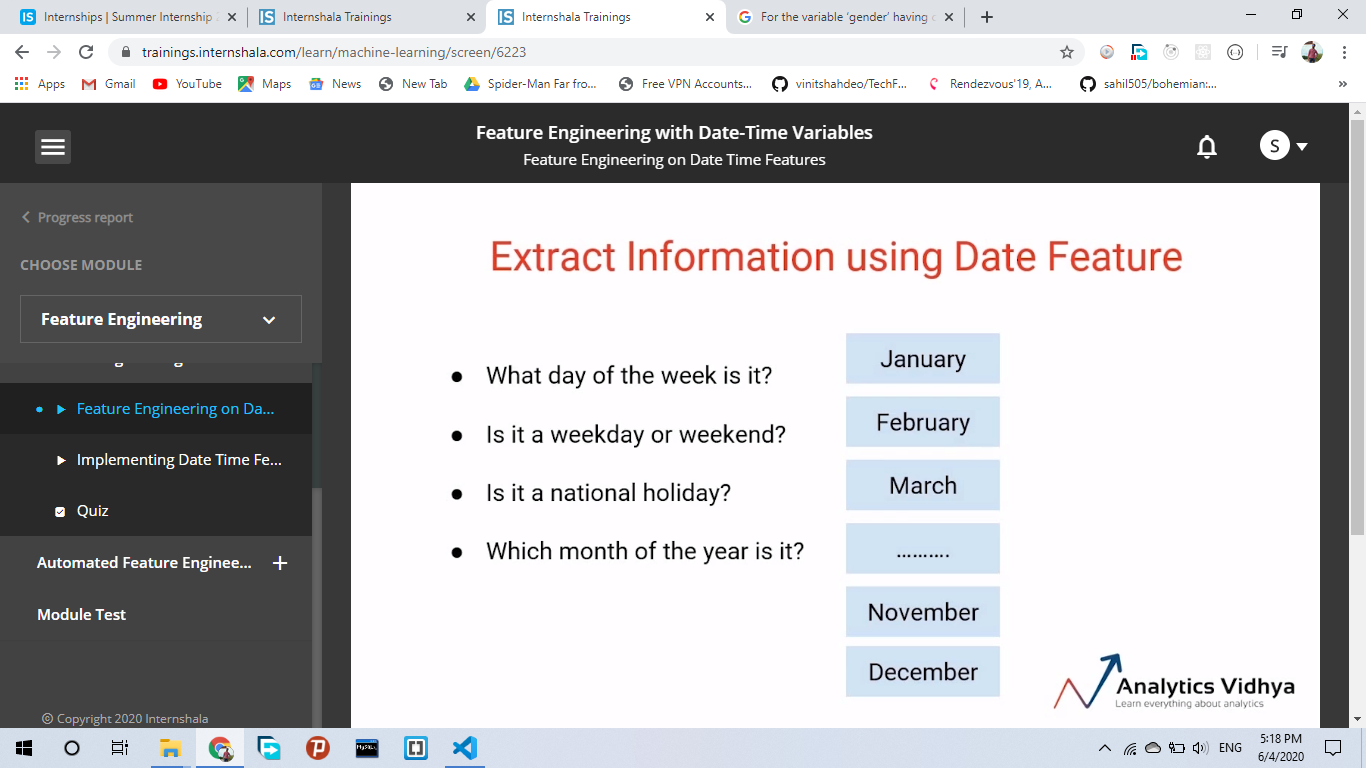 Internships | Summer Internship
Internshala Trainings
Internshala Trainings
For the variable ‘gender’ having
trainings.internshala.com/learn/machine-learning/screen/6223
Apps
Gmail
YouTube
Maps
News
New Tab
Spider-Man Far fro...
Free VPN Accounts...
vinitshahdeo/TechF...
Rendezvous'19, A...
sahil505/bohemian:...
»
Feature Engineering with Date-Time Variables
Feature Engineering on Date Time Features
S
Progress report
CHOOSE MODULE
Feature Engineering
Feature Engineering on Da...
Implementing Date Time Fe...
Quiz
Automated Feature Enginee...
Module Test
© Copyright 2020 Internshala
Extract Information using Date Feature
● What day of the week is it?
● Is it a weekday or weekend?
● Is it a national holiday?
● Which month of the year is it?
January
February
March
..........
November
December
Analytics Vidhya
Learn everything about analytics
MySQL
ENG
5:18 PM
6/4/2020